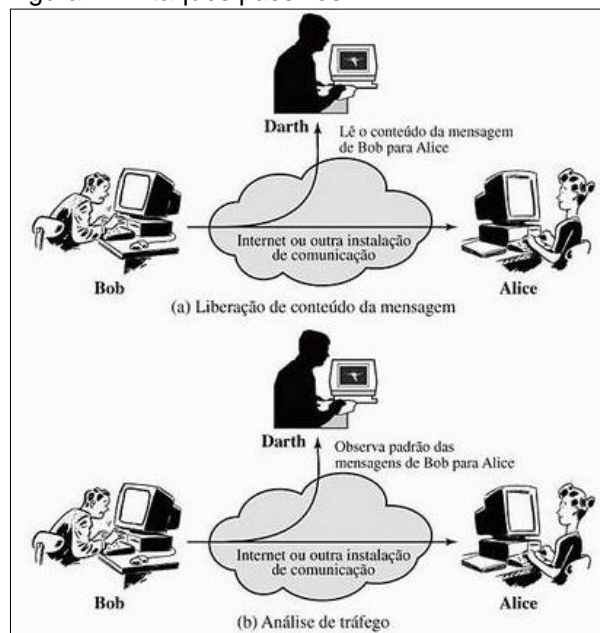 Darth
Lê o conteúdo da mensagem
de Bob para Alice
Internet ou outra instalação
de comunicação
Bob
Alice
(a) Liberação de conteúdo da mensagem
Darth
Observa padrão das
mensagens de Bob para Alice
Internet ou outra instalação
de comunicação
Bob
Alice
(b) Análise de tráfego